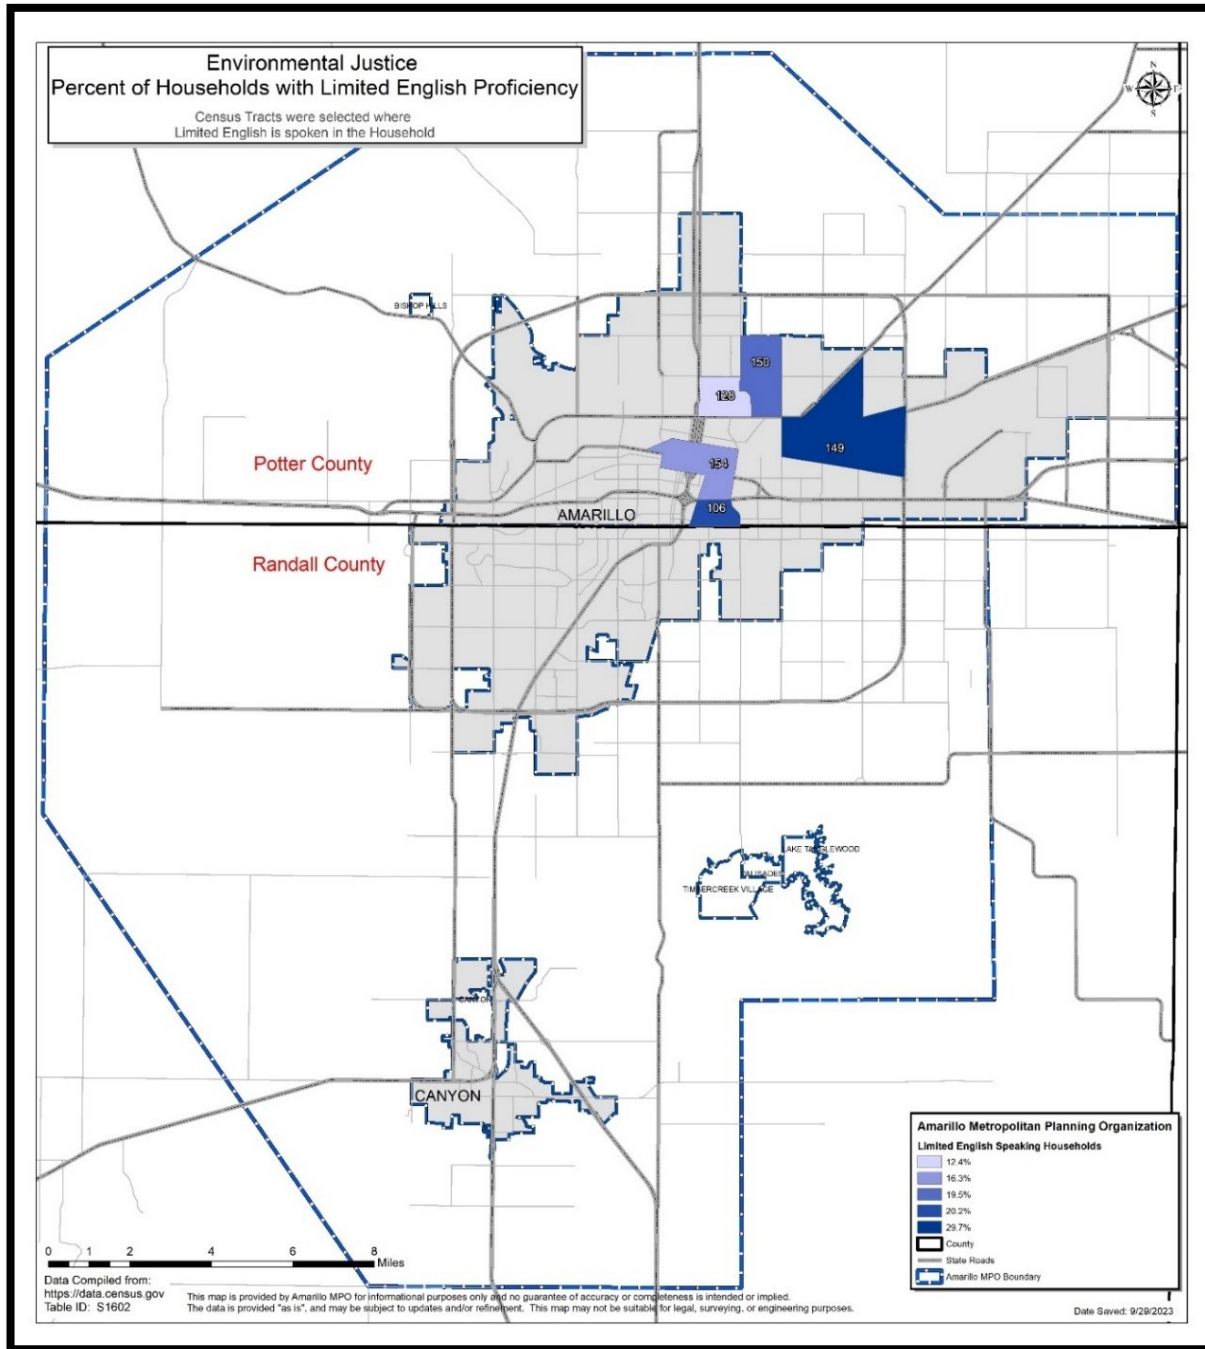 Environmental Justice
Percent of Households with Limited English Proficiency
Census Tracts were selected where
Limited English is spoken in the Household
N
W
S
BISHOP HILLS
150
128
149
154
106
Potter County
AMARILLO
Randall County
LAKE TANGLEWOOD
PALISADES
TIMBERCREEK VILLAGE
CANYON
CANYON
Amarillo Metropolitan Planning Organization
Limited English Speaking Households
12.4%
16.3%
19.5%
20.2%
29.7%
County
State Roads
Amarillo MPO Boundary
0 1 2 4 6 8
Miles
Data Compiled from:
https://data.census.gov
Table ID: S1602
This map is provided by Amarillo MPO for informational purposes only and no guarantee of accuracy or completeness is intended or implied.
The data is provided "as is", and may be subject to updates and/or refinement. This map may not be suitable for legal, surveying, or engineering purposes.
Date Saved: 9/29/2023